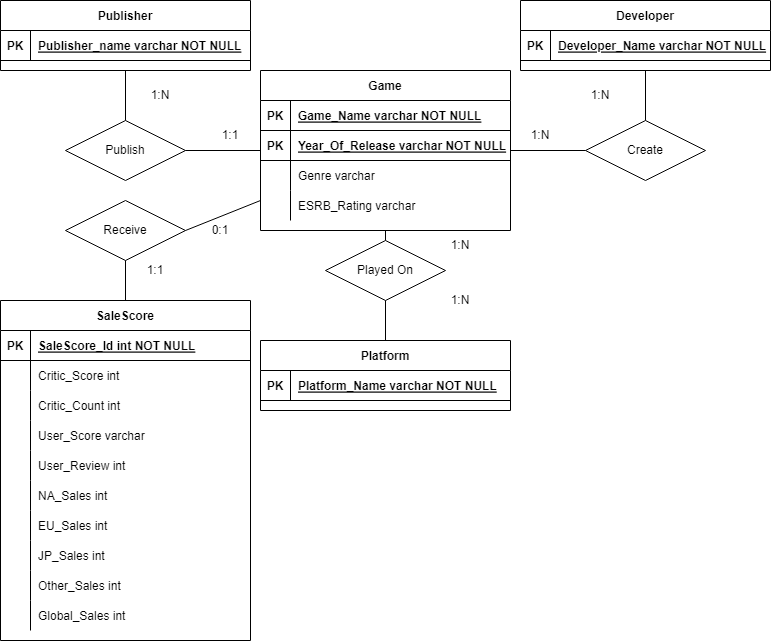 Publisher
PK Publisher_name varchar NOT NULL
Developer
PK Developer_Name varchar NOT NULL
1:N
1:N
Game
PK Game_Name varchar NOT NULL
PK Year_Of_Release varchar NOT NULL
Genre varchar
ESRB_Rating varchar
Publish
1:1
1:N
Create
Receive
0:1
1:1
1:N
Played On
1:N
SaleScore
PK SaleScore_Id int NOT NULL
Critic_Score int
Critic_Count int
User_Score varchar
User_Review int
NA_Sales int
EU_Sales int
JP_Sales int
Other_Sales int
Global_Sales int
Platform
PK Platform_Name varchar NOT NULL